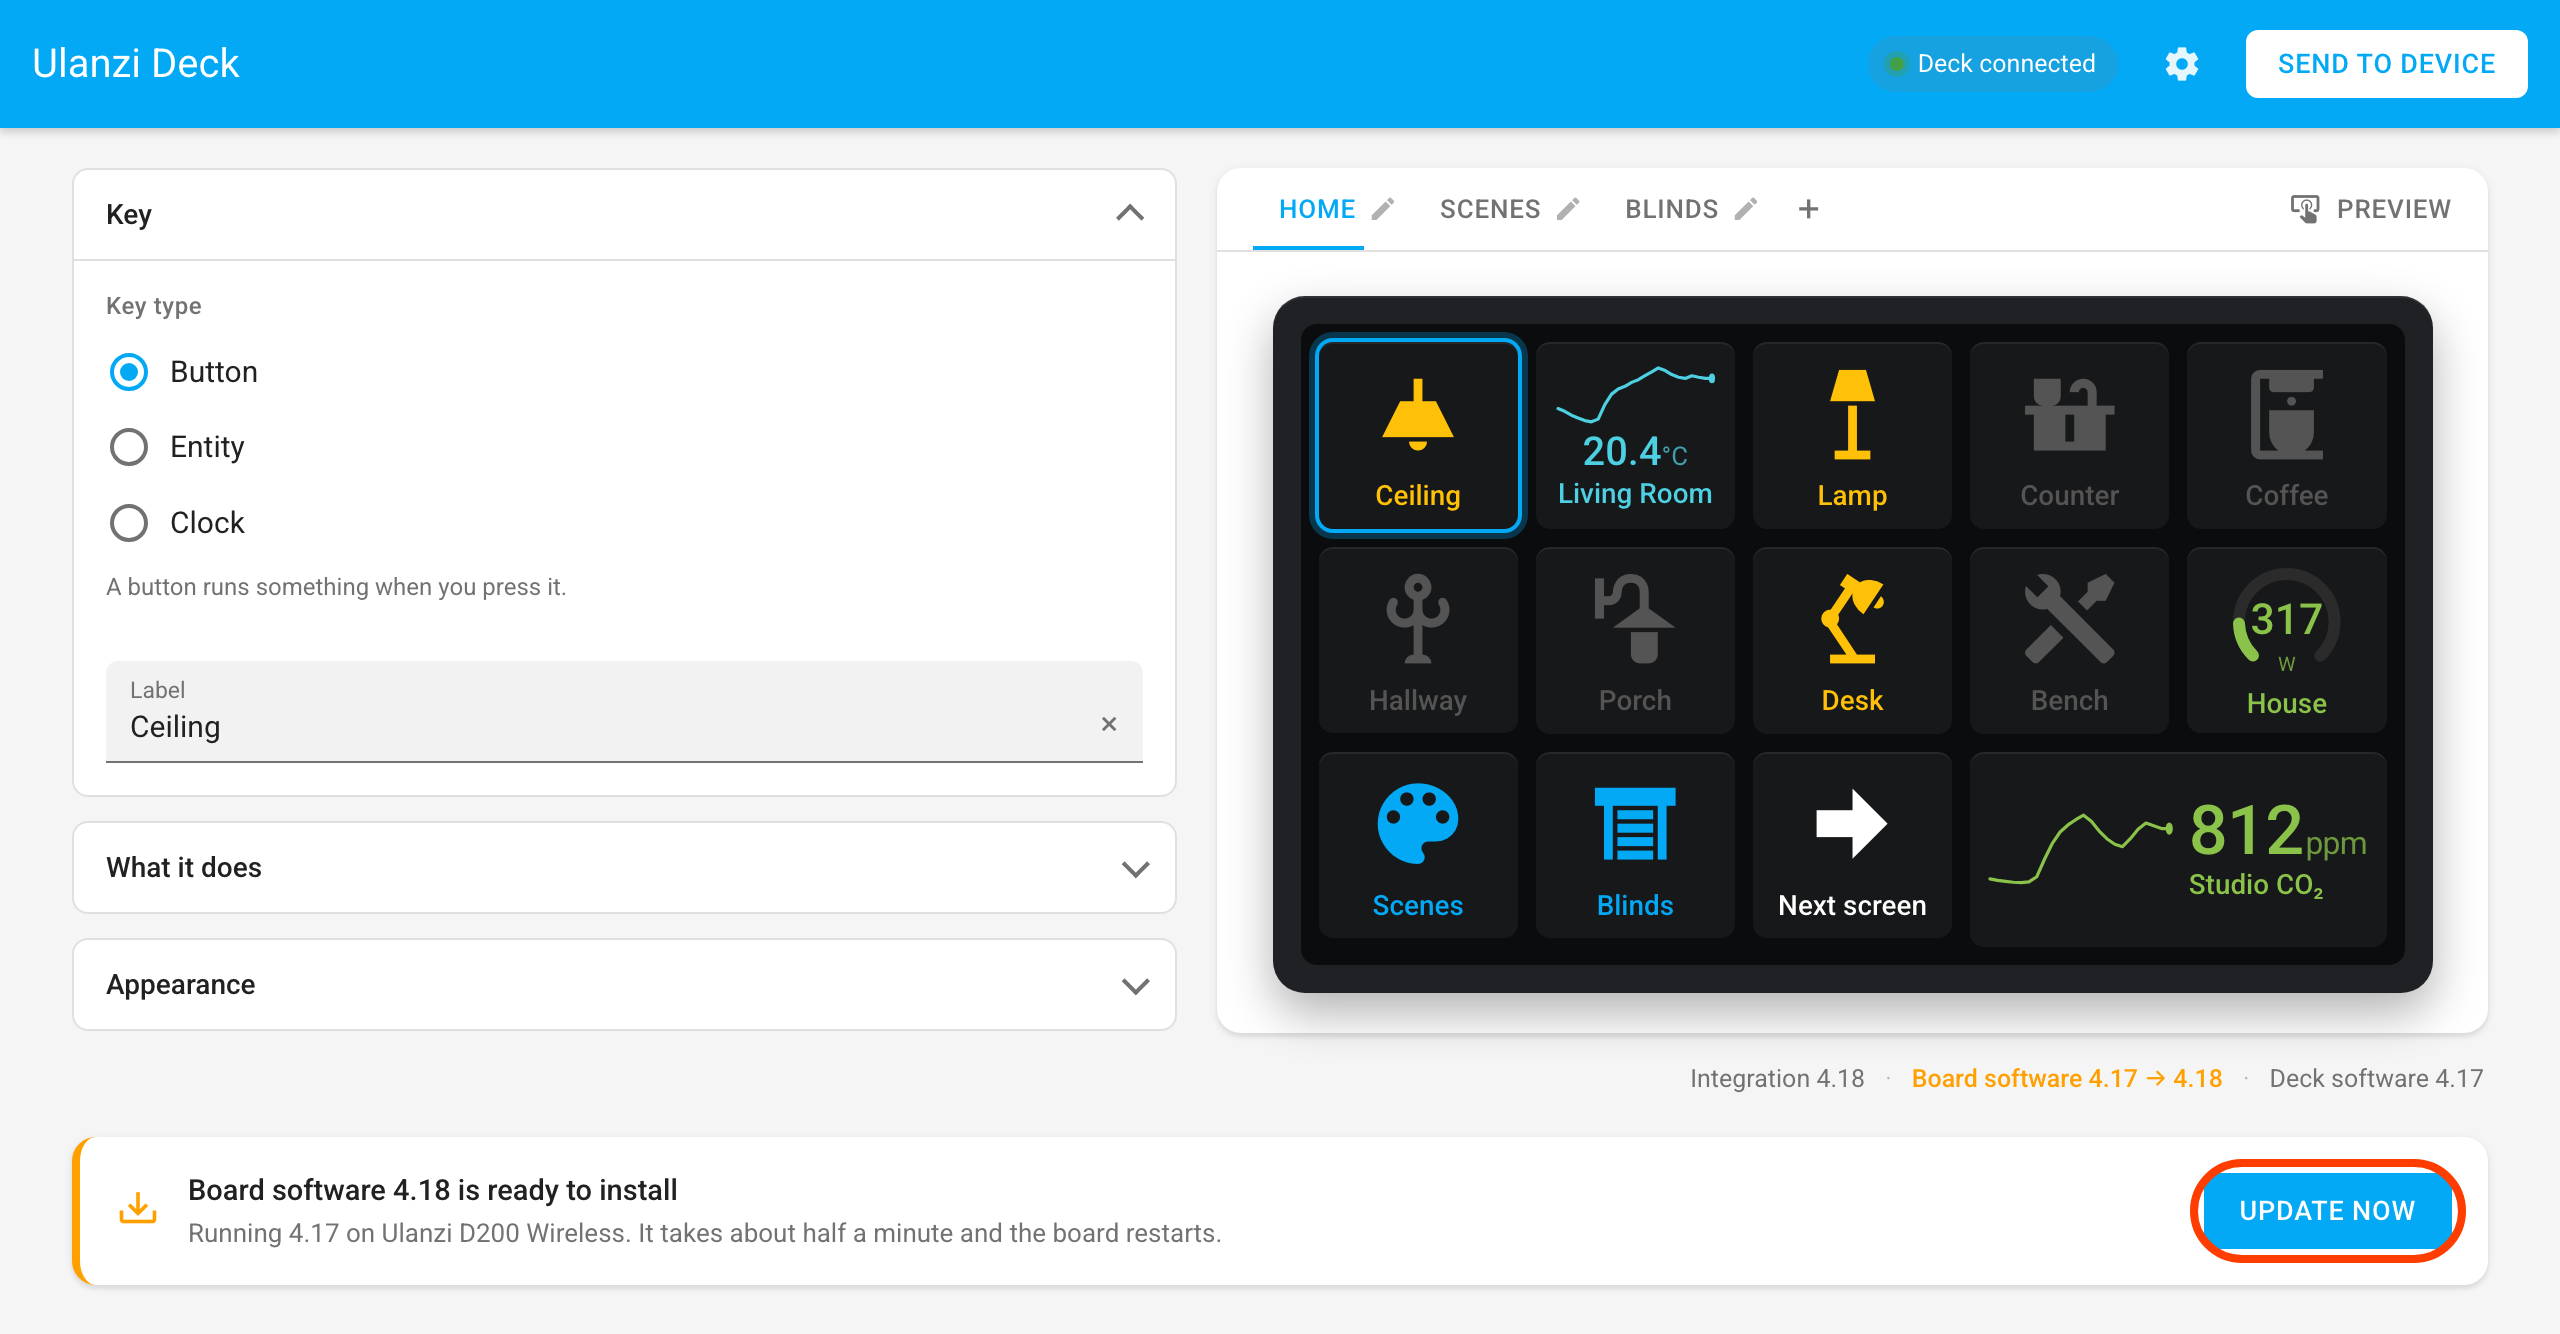 Ulanzi Deck
Deck connected
SEND TO DEVICE
Key
Key type
Button
Entity
Clock
A button runs something when you press it.
Label
Ceiling
What it does
Appearance
HOME
SCENES
BLINDS
+
PREVIEW
Ceiling
20.4°C
Living Room
Lamp
Counter
Coffee
Hallway
Porch
Desk
Bench
317
W
House
Scenes
Blinds
Next screen
812ppm
Studio CO₂
Integration 4.18 · Board software 4.17 → 4.18 · Deck software 4.17
Board software 4.18 is ready to install
Running 4.17 on Ulanzi D200 Wireless. It takes about half a minute and the board restarts.
UPDATE NOW